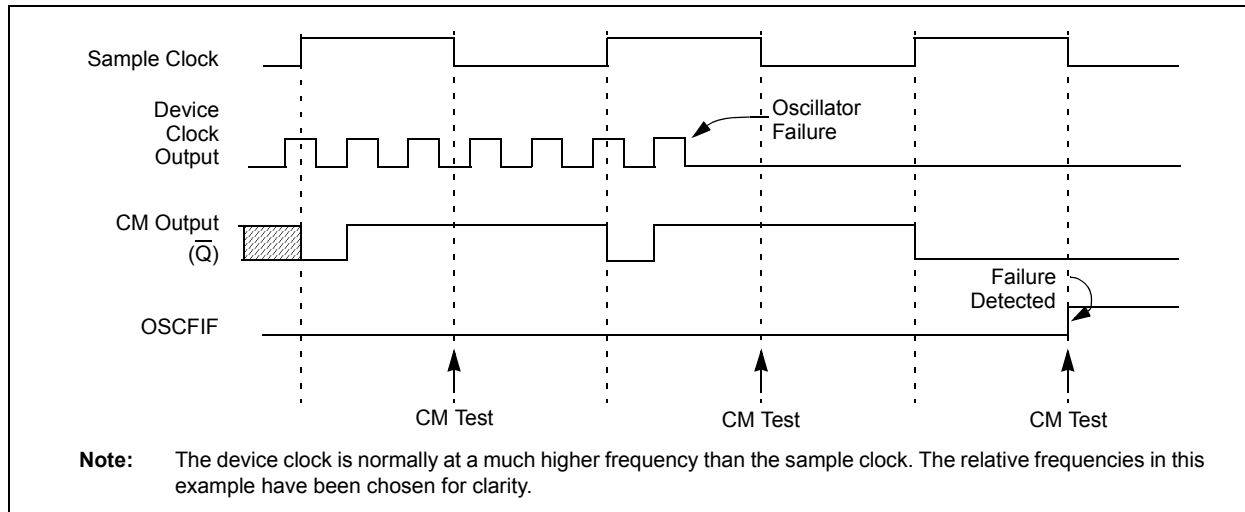 Sample Clock
Device
Clock
Output
Oscillator
Failure
CM Output
(Q̅)
Failure
Detected
OSCFIF
CM Test
CM Test
CM Test
Note: The device clock is normally at a much higher frequency than the sample clock. The relative frequencies in this
example have been chosen for clarity.